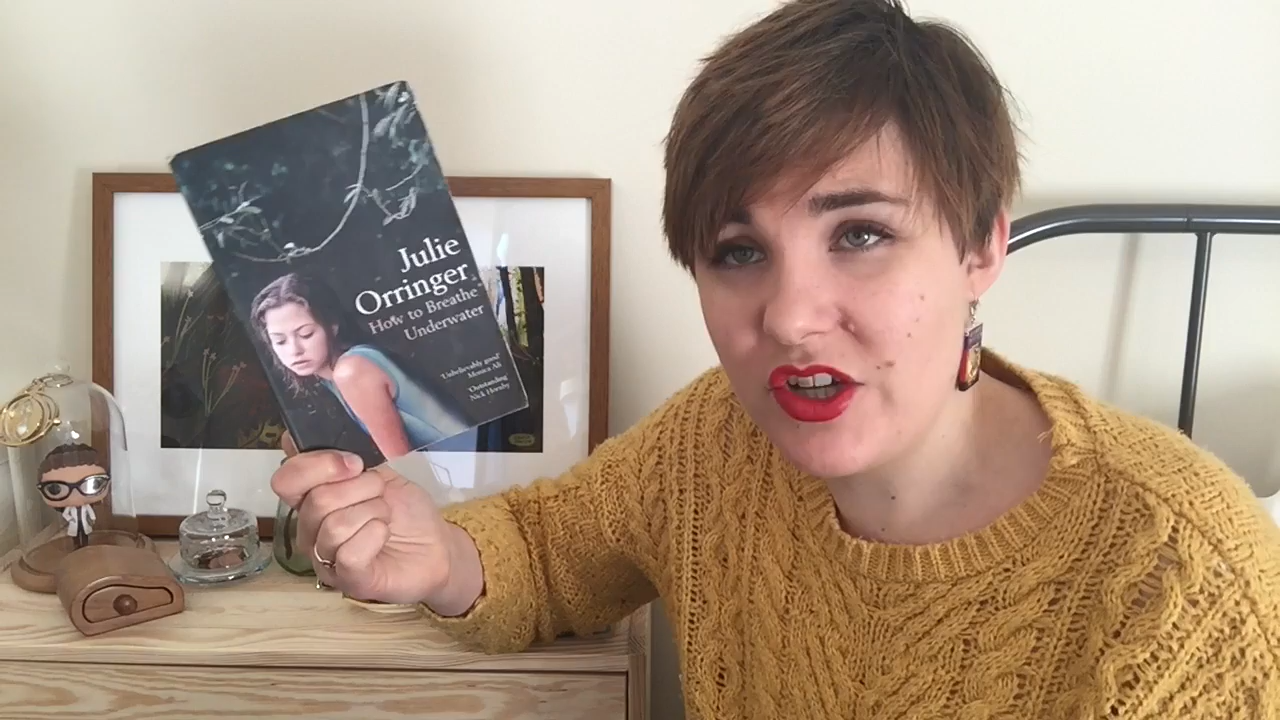 Julie
Orringer
How to Breathe
Underwater
'Unbelievably good'
Monica Ali
'Outstanding'
Nick Hornby